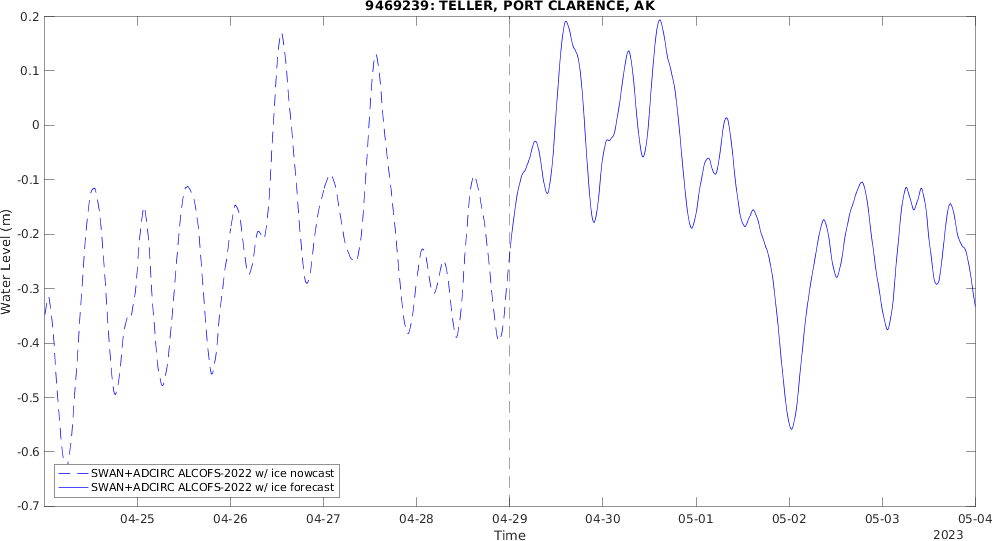 9469239: TELLER, PORT CLARENCE, AK
Water Level (m)
0.2
0.1
0
-0.1
-0.2
-0.3
-0.4
-0.5
-0.6
-0.7
SWAN+ADCIRC ALCOFS-2022 w/ ice nowcast
SWAN+ADCIRC ALCOFS-2022 w/ ice forecast
04-25 04-26 04-27 04-28 04-29 04-30 05-01 05-02 05-03 05-04
Time
2023